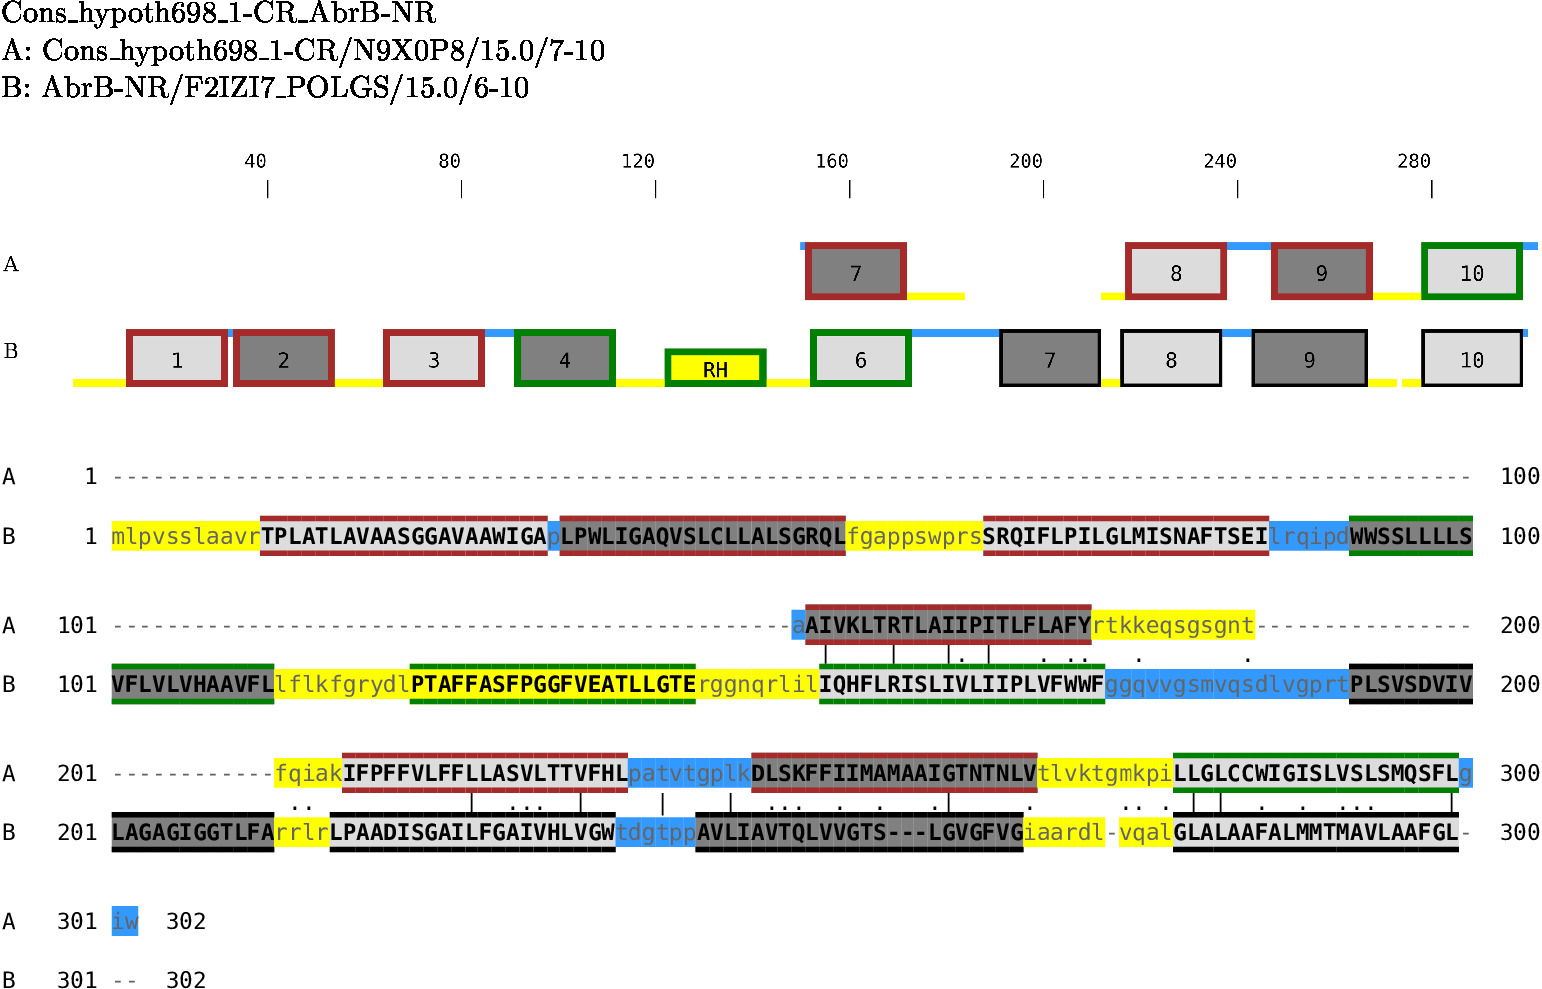 Cons_hypoth698_1-CR_AbrB-NR
A: Cons_hypoth698_1-CR/N9X0P8/15.0/7-10
B: AbrB-NR/F2IZI7_POLGS/15.0/6-10
40 80 120 160 200 240 280
A 7 8 9 10
B 1 2 3 4 RH 6 7 8 9 10
A 1 ---------------------------------------------------------------------------------------------------- 100
B 1 mlpvsslaavrTPLATLAVAASGGAVAAWIGApLPWLIGAQVSLCLLALSGRQLfgappswprsSRQIFLPILGLMISNAFTSEIlrqipdWWSSLLLLS 100
A 101 --------------------------------------------------aAIVKLTRTLAIIPITLFLAFYrtkkeqsgsgnt---------------- 200
| | |. | . .. . .
B 101 VFLVLVHAAVFLlflkfgrydlPTAFFASFPGGFVEATLLGTErggnqrlilIQHFLRISLIVLIIPLVFWWFggqvvgsmvqsdlvgprtPLSVSDVIV 200
A 201 ------------fqiakIFPFFVLFFLLASVLTTVFHLpatvtgplkDLSKFFIIMAMAAIGTNTNLVtlvktgmkpiLLGLCCWIGISLVSLSMQSFLg 300
.. | ... | | | ... . . .| . .. . | | . . ... |
B 201 LAGAGIGGTLFArrlrLPAADISGAILFGAIVHLVGWtdgtppAVLIAVTQLVVGTS---LGVGFVGiaardl-vqalGLALAAFALMMTMAVLAAFGL- 300
A 301 iw 302
B 301 -- 302